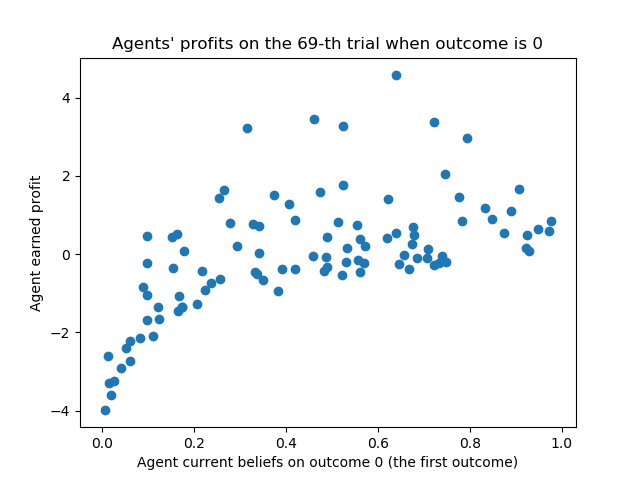 Agents' profits on the 69-th trial when outcome is 0
Agent earned profit
4
2
0
−2
−4
0.0 0.2 0.4 0.6 0.8 1.0
Agent current beliefs on outcome 0 (the first outcome)